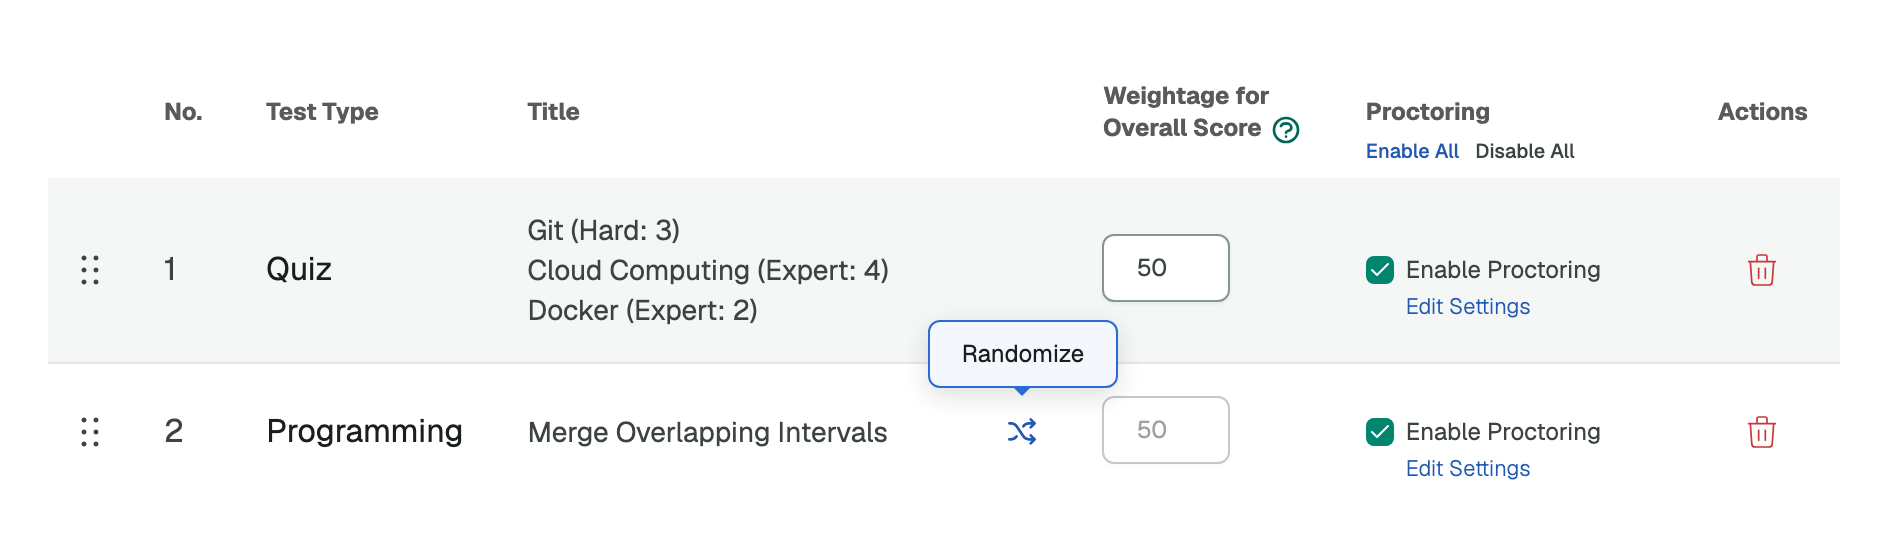 No.
Test Type
Title
Weightage for
Overall Score
Proctoring
Enable All Disable All
Actions
1
Quiz
Git (Hard: 3)
Cloud Computing (Expert: 4)
Docker (Expert: 2)
50
Enable Proctoring
Edit Settings
Randomize
2
Programming
Merge Overlapping Intervals
50
Enable Proctoring
Edit Settings